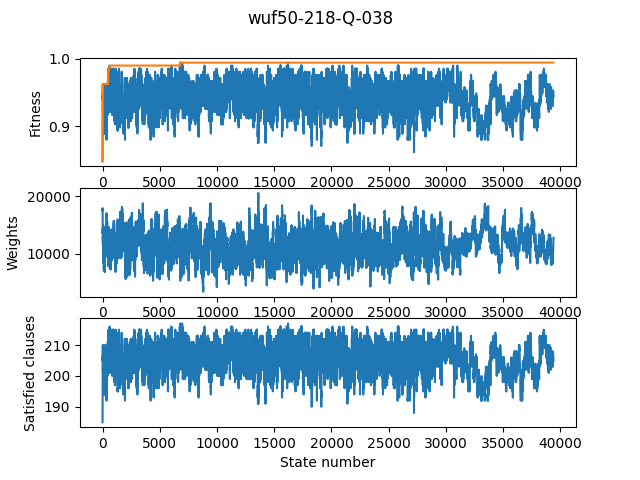 wuf50-218-Q-038
1.0
0.9
Fitness
0 5000 10000 15000 20000 25000 30000 35000 40000
20000
10000
Weights
0 5000 10000 15000 20000 25000 30000 35000 40000
210
200
190
Satisfied clauses
0 5000 10000 15000 20000 25000 30000 35000 40000
State number